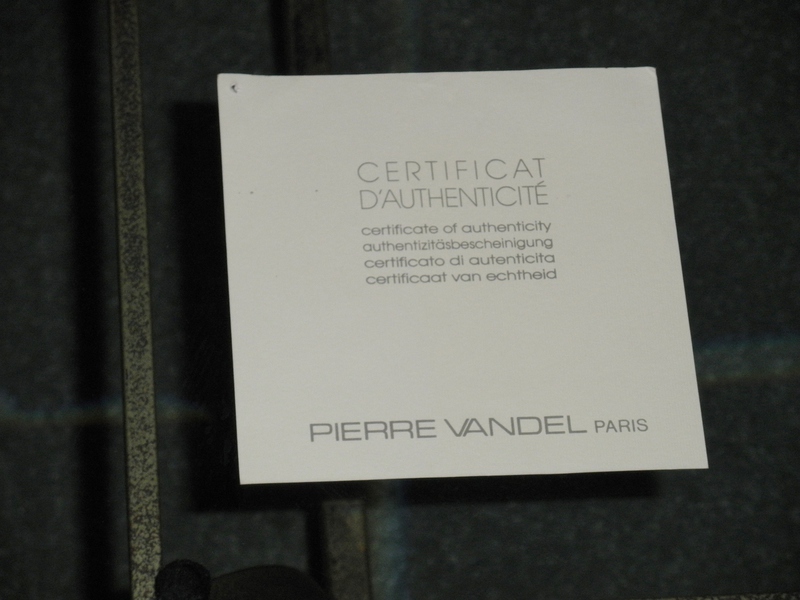 CERTIFICAT
D'AUTHENTICITÉ
certificate of authenticity
authentizitäsbescheinigung
certificato di autenticita
certificaat van echtheid
PIERRE VANDEL PARIS